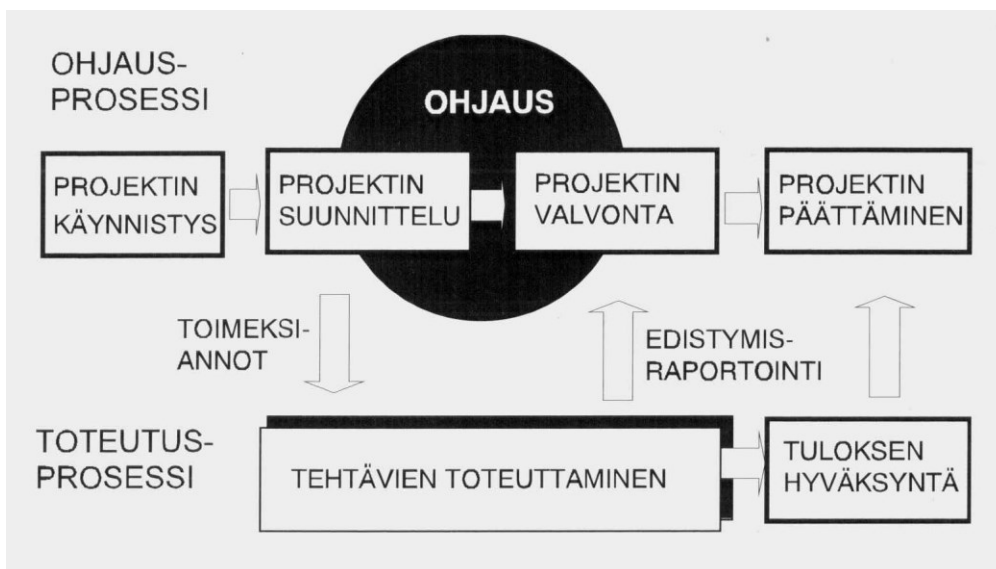 OHJAUS-
PROSESSI
OHJAUS
PROJEKTIN
KÄYNNISTYS
PROJEKTIN
SUUNNITTELU
PROJEKTIN
VALVONTA
PROJEKTIN
PÄÄTTÄMINEN
TOIMEKSI-
ANNOT
EDISTYMIS-
RAPORTOINTI
TOTEUTUS-
PROSESSI
TEHTÄVIEN TOTEUTTAMINEN
TULOKSEN
HYVÄKSYNTÄ